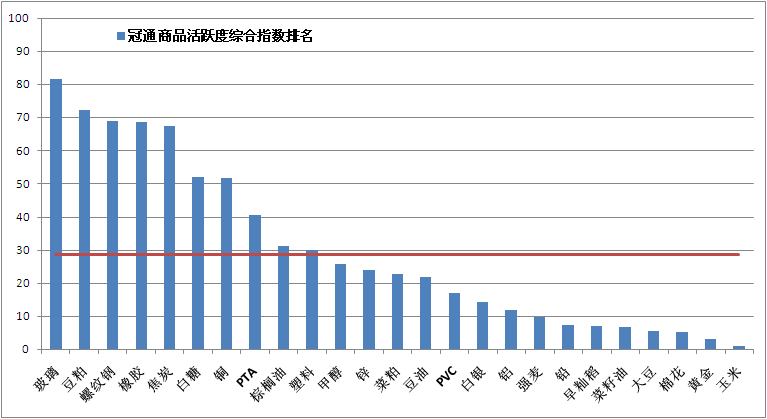 冠通商品活跃度综合指数排名
100
90
80
70
60
50
40
30
20
10
0
玻璃
豆粕
螺纹钢
橡胶
焦炭
白糖
铜
PTA
棕榈油
塑料
甲醇
锌
菜粕
豆油
PVC
白银
铝
强麦
铅
早籼稻
菜籽油
大豆
棉花
黄金
玉米